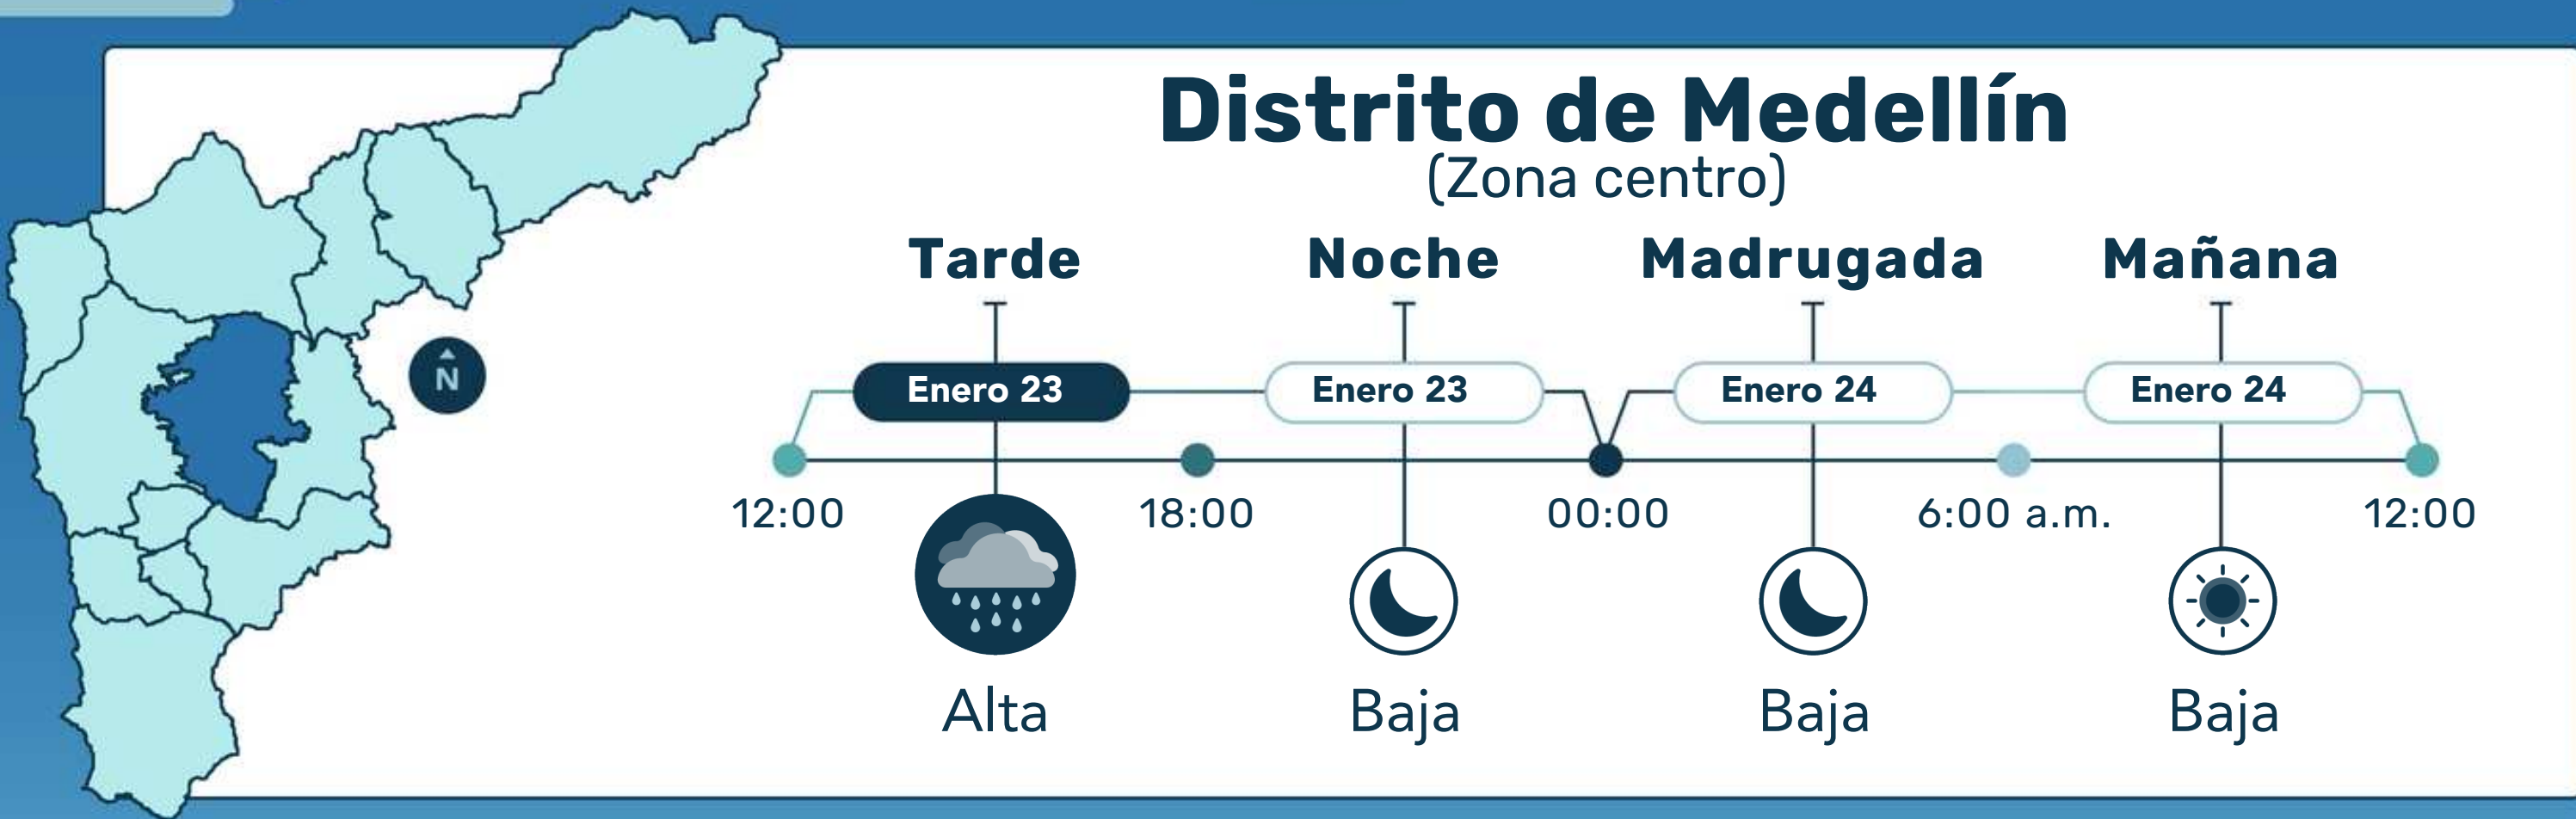 Distrito de Medellín
(Zona centro)
Tarde Noche Madrugada Mañana
Enero 23 Enero 23 Enero 24 Enero 24
N
12:00 18:00 00:00 6:00 a.m. 12:00
Alta Baja Baja Baja